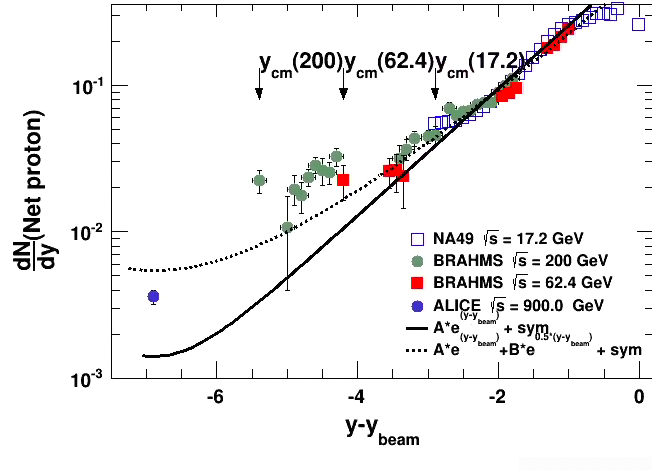 y_cm(200)y_cm(62.4)y_cm(17.2)
10^-1
10^-2
10^-3
dN/dy(Net proton)
NA49 √s = 17.2 GeV
BRAHMS √s = 200 GeV
BRAHMS √s = 62.4 GeV
ALICE √s = 900.0 GeV
A*e^(y-y_beam) + sym
A*e^(y-y_beam)+B*e^0.5*(y-y_beam) + sym
-6 -4 -2 0
y-y_beam